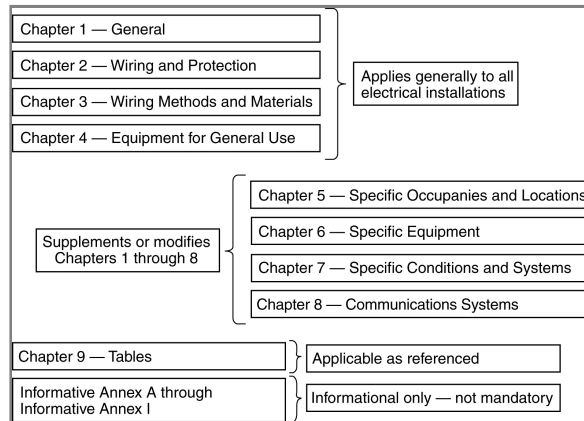 Chapter 1 — General
Chapter 2 — Wiring and Protection
Chapter 3 — Wiring Methods and Materials
Chapter 4 — Equipment for General Use
Applies generally to all
electrical installations
Chapter 5 — Specific Occupanies and Locations
Chapter 6 — Specific Equipment
Chapter 7 — Specific Conditions and Systems
Chapter 8 — Communications Systems
Supplements or modifies
Chapters 1 through 8
Chapter 9 — Tables
Applicable as referenced
Informative Annex A through
Informative Annex I
Informational only — not mandatory